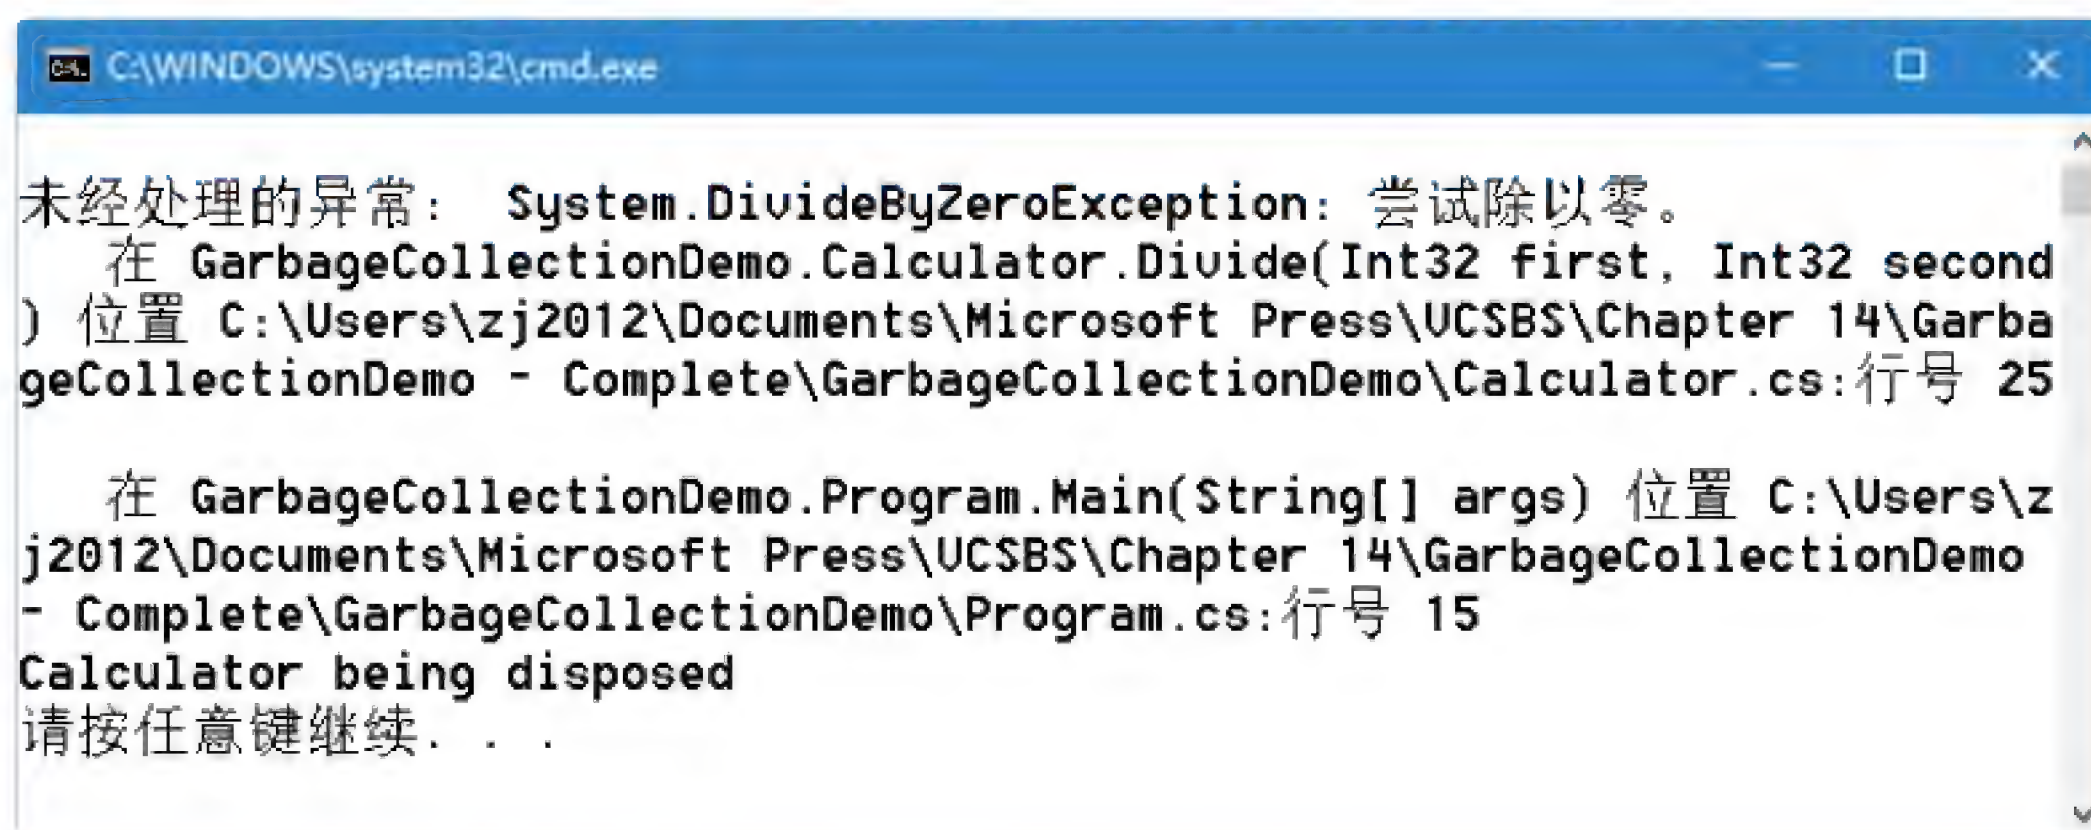 C:\WINDOWS\system32\cmd.exe
未经处理的异常: System.DivideByZeroException: 尝试除以零。
在 GarbageCollectionDemo.Calculator.Divide(Int32 first, Int32 second
) 位置 C:\Users\zj2012\Documents\Microsoft Press\VCSBS\Chapter 14\Garba
geCollectionDemo - Complete\GarbageCollectionDemo\Calculator.cs:行号 25
在 GarbageCollectionDemo.Program.Main(String[] args) 位置 C:\Users\z
j2012\Documents\Microsoft Press\VCSBS\Chapter 14\GarbageCollectionDemo
- Complete\GarbageCollectionDemo\Program.cs:行号 15
Calculator being disposed
请按任意键继续. . .